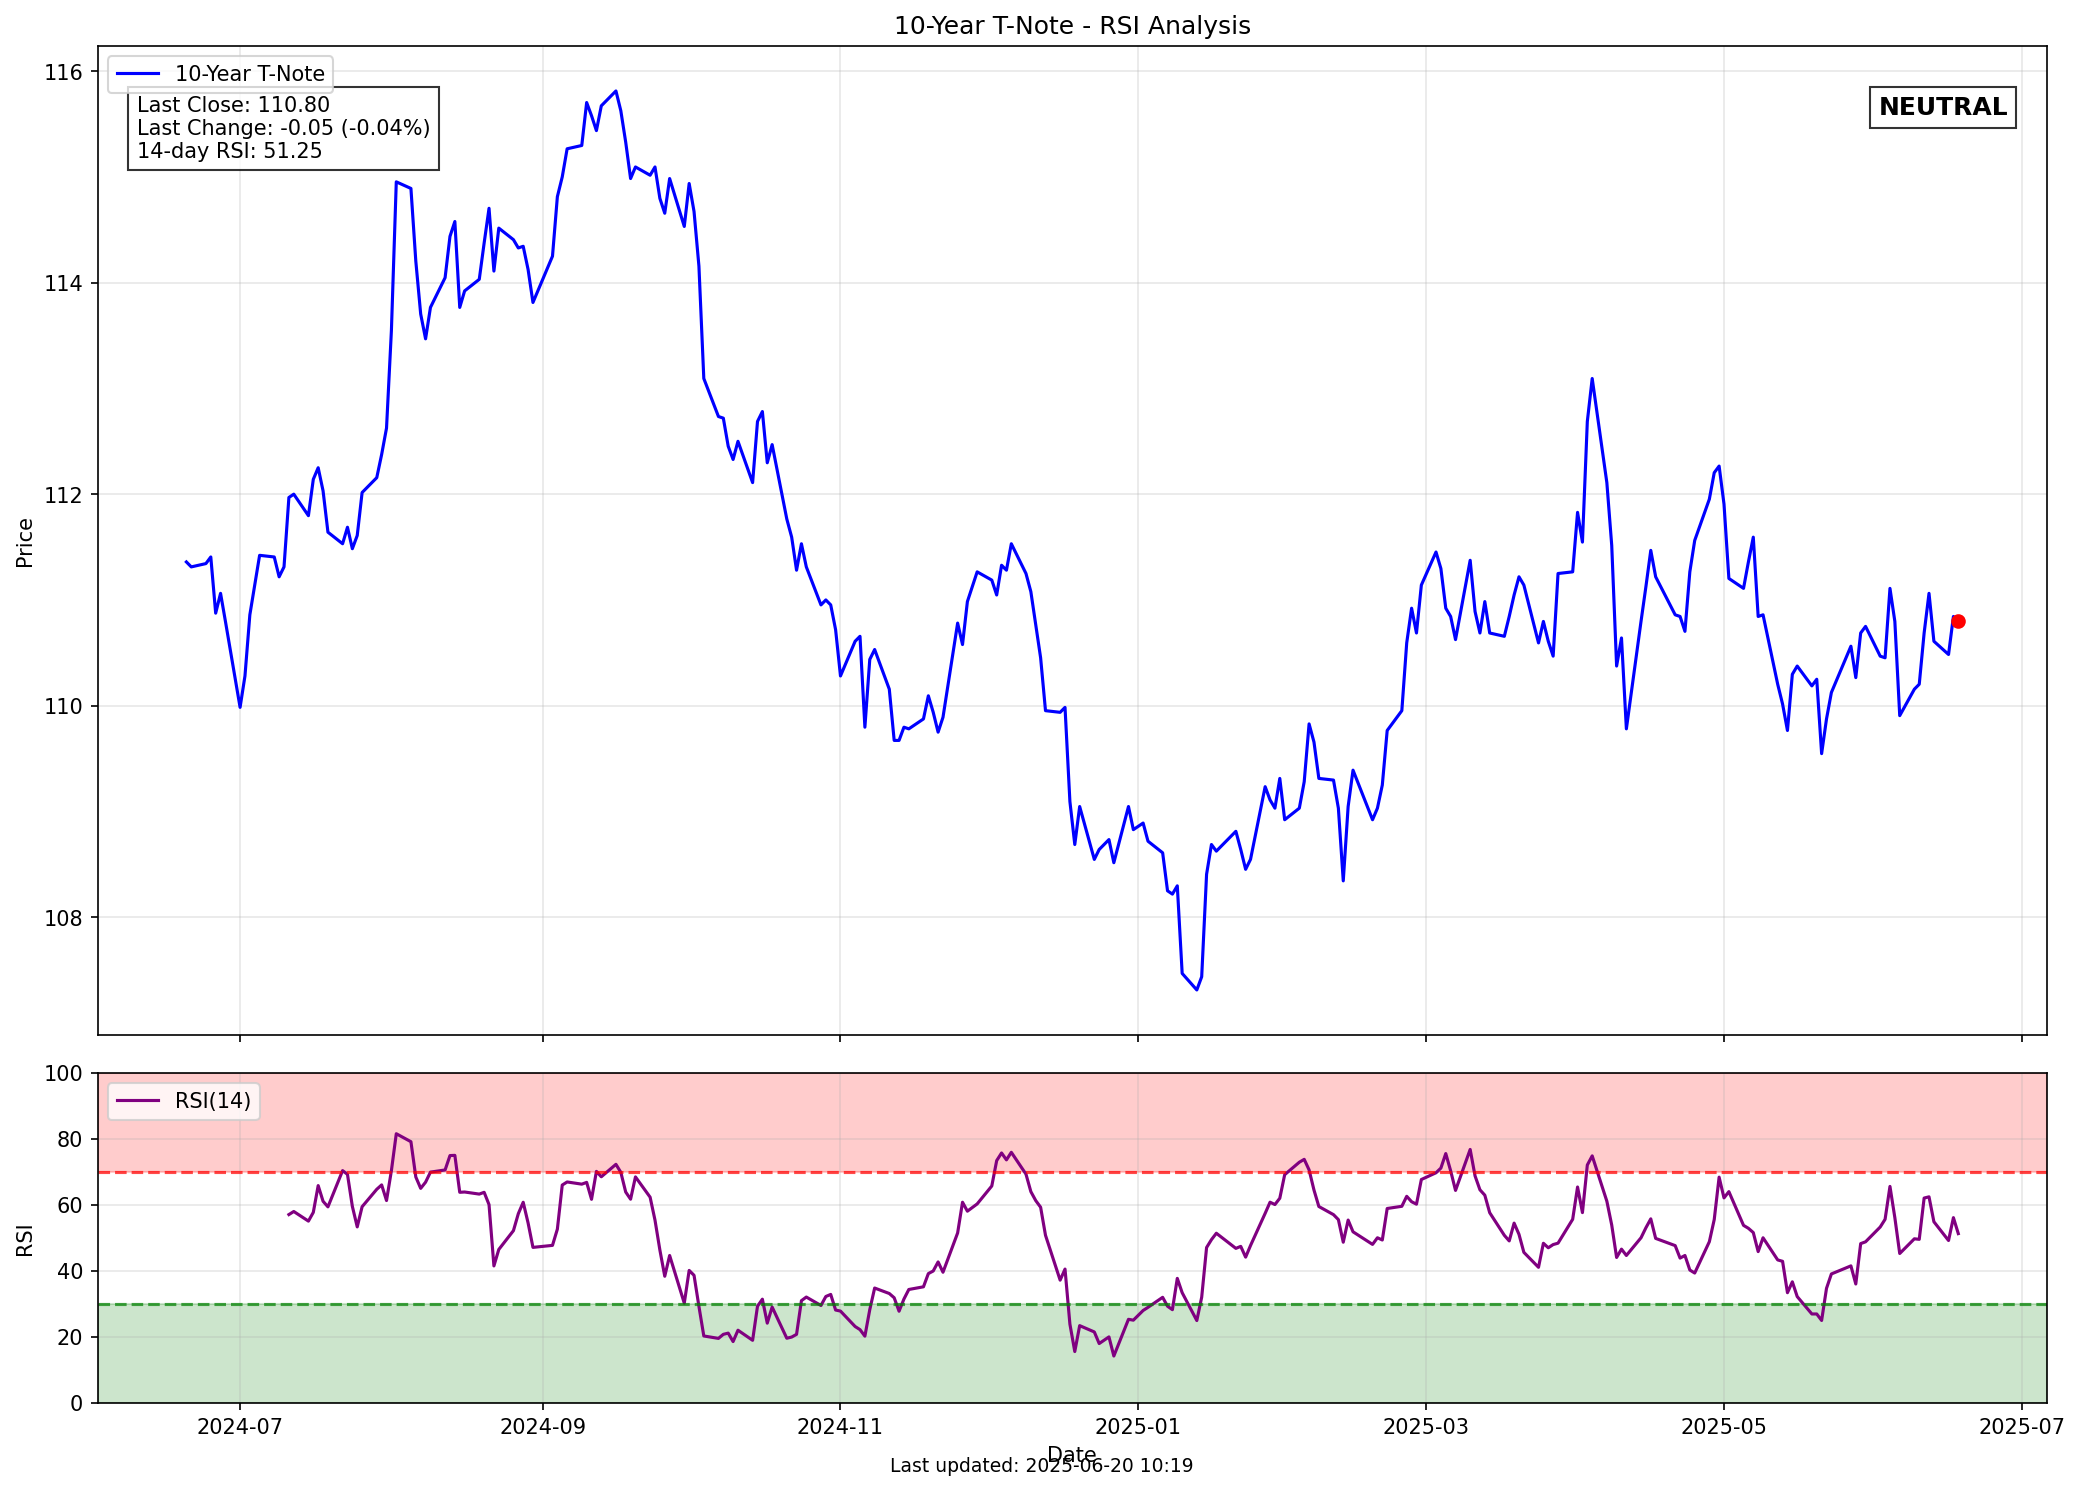 10-Year T-Note - RSI Analysis
10-Year T-Note
Last Close: 110.80
Last Change: -0.05 (-0.04%)
14-day RSI: 51.25
NEUTRAL
116
114
112
110
108
Price
RSI(14)
100
80
60
40
20
0
RSI
2024-07
2024-09
2024-11
2025-01
2025-03
2025-05
2025-07
Date
Last updated: 2025-06-20 10:19